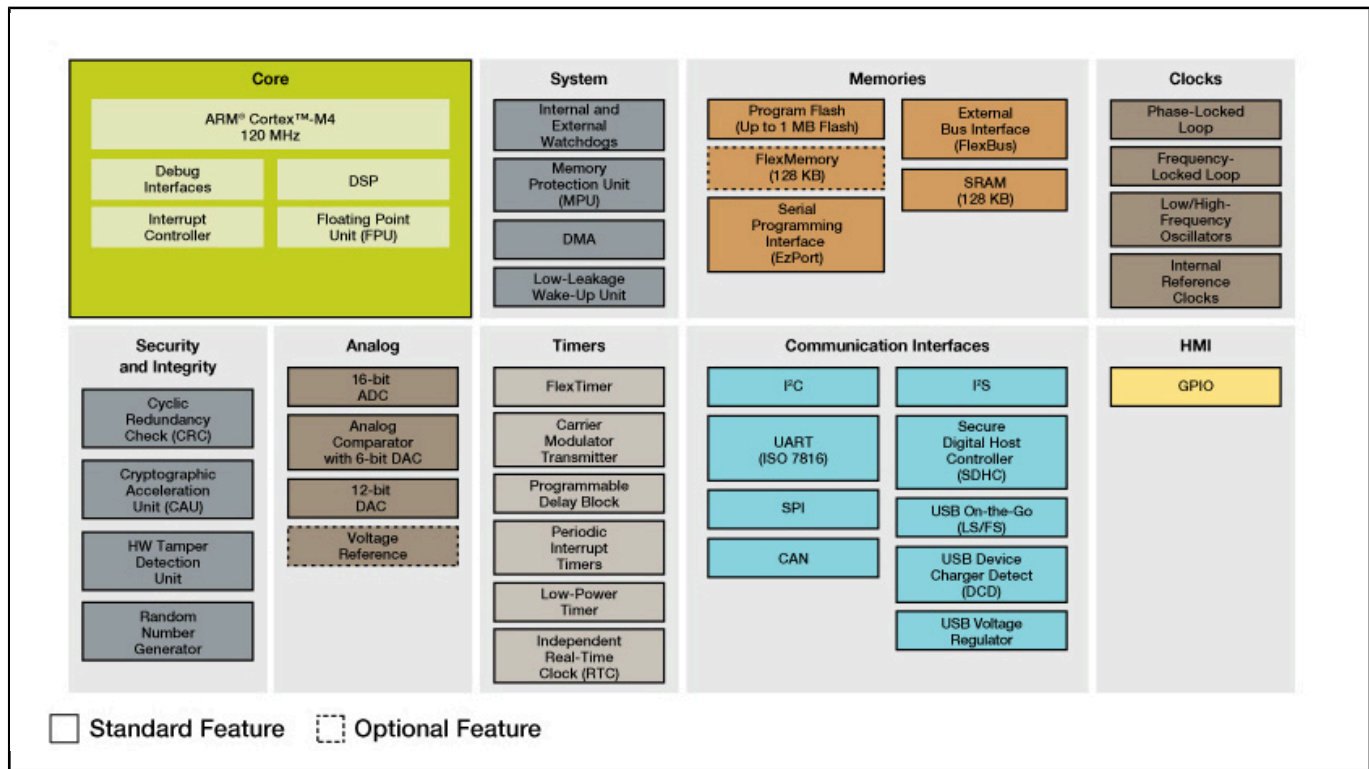 Core
ARM® Cortex™-M4
120 MHz
Debug
Interfaces
DSP
Interrupt
Controller
Floating Point
Unit (FPU)
System
Internal and
External
Watchdogs
Memory
Protection Unit
(MPU)
DMA
Low-Leakage
Wake-Up Unit
Memories
Program Flash
(Up to 1 MB Flash)
FlexMemory
(128 KB)
Serial
Programming
Interface
(EzPort)
External
Bus Interface
(FlexBus)
SRAM
(128 KB)
Clocks
Phase-Locked
Loop
Frequency-
Locked Loop
Low/High-
Frequency
Oscillators
Internal
Reference
Clocks
Security
and Integrity
Cyclic
Redundancy
Check (CRC)
Cryptographic
Acceleration
Unit (CAU)
HW Tamper
Detection
Unit
Random
Number
Generator
Analog
16-bit
ADC
Analog
Comparator
with 6-bit DAC
12-bit
DAC
Voltage
Reference
Timers
FlexTimer
Carrier
Modulator
Transmitter
Programmable
Delay Block
Periodic
Interrupt
Timers
Low-Power
Timer
Independent
Real-Time
Clock (RTC)
Communication Interfaces
I²C
UART
(ISO 7816)
SPI
CAN
I²S
Secure
Digital Host
Controller
(SDHC)
USB On-the-Go
(LS/FS)
USB Device
Charger Detect
(DCD)
USB Voltage
Regulator
HMI
GPIO
Standard Feature
Optional Feature